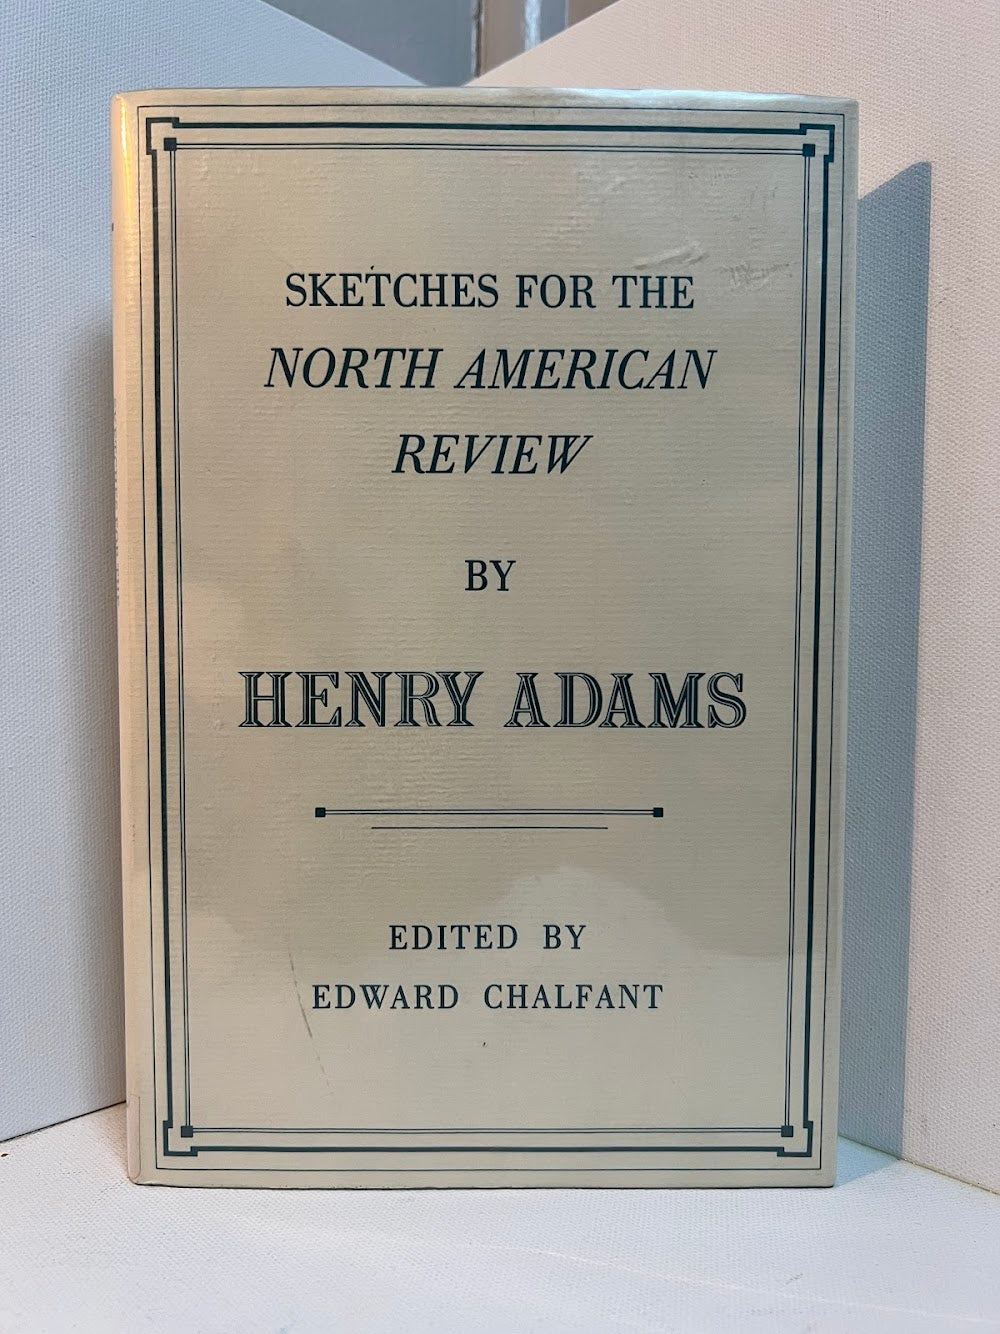 SKETCHES FOR THE
NORTH AMERICAN
REVIEW
BY
HENRY ADAMS
EDITED BY
EDWARD CHALFANT